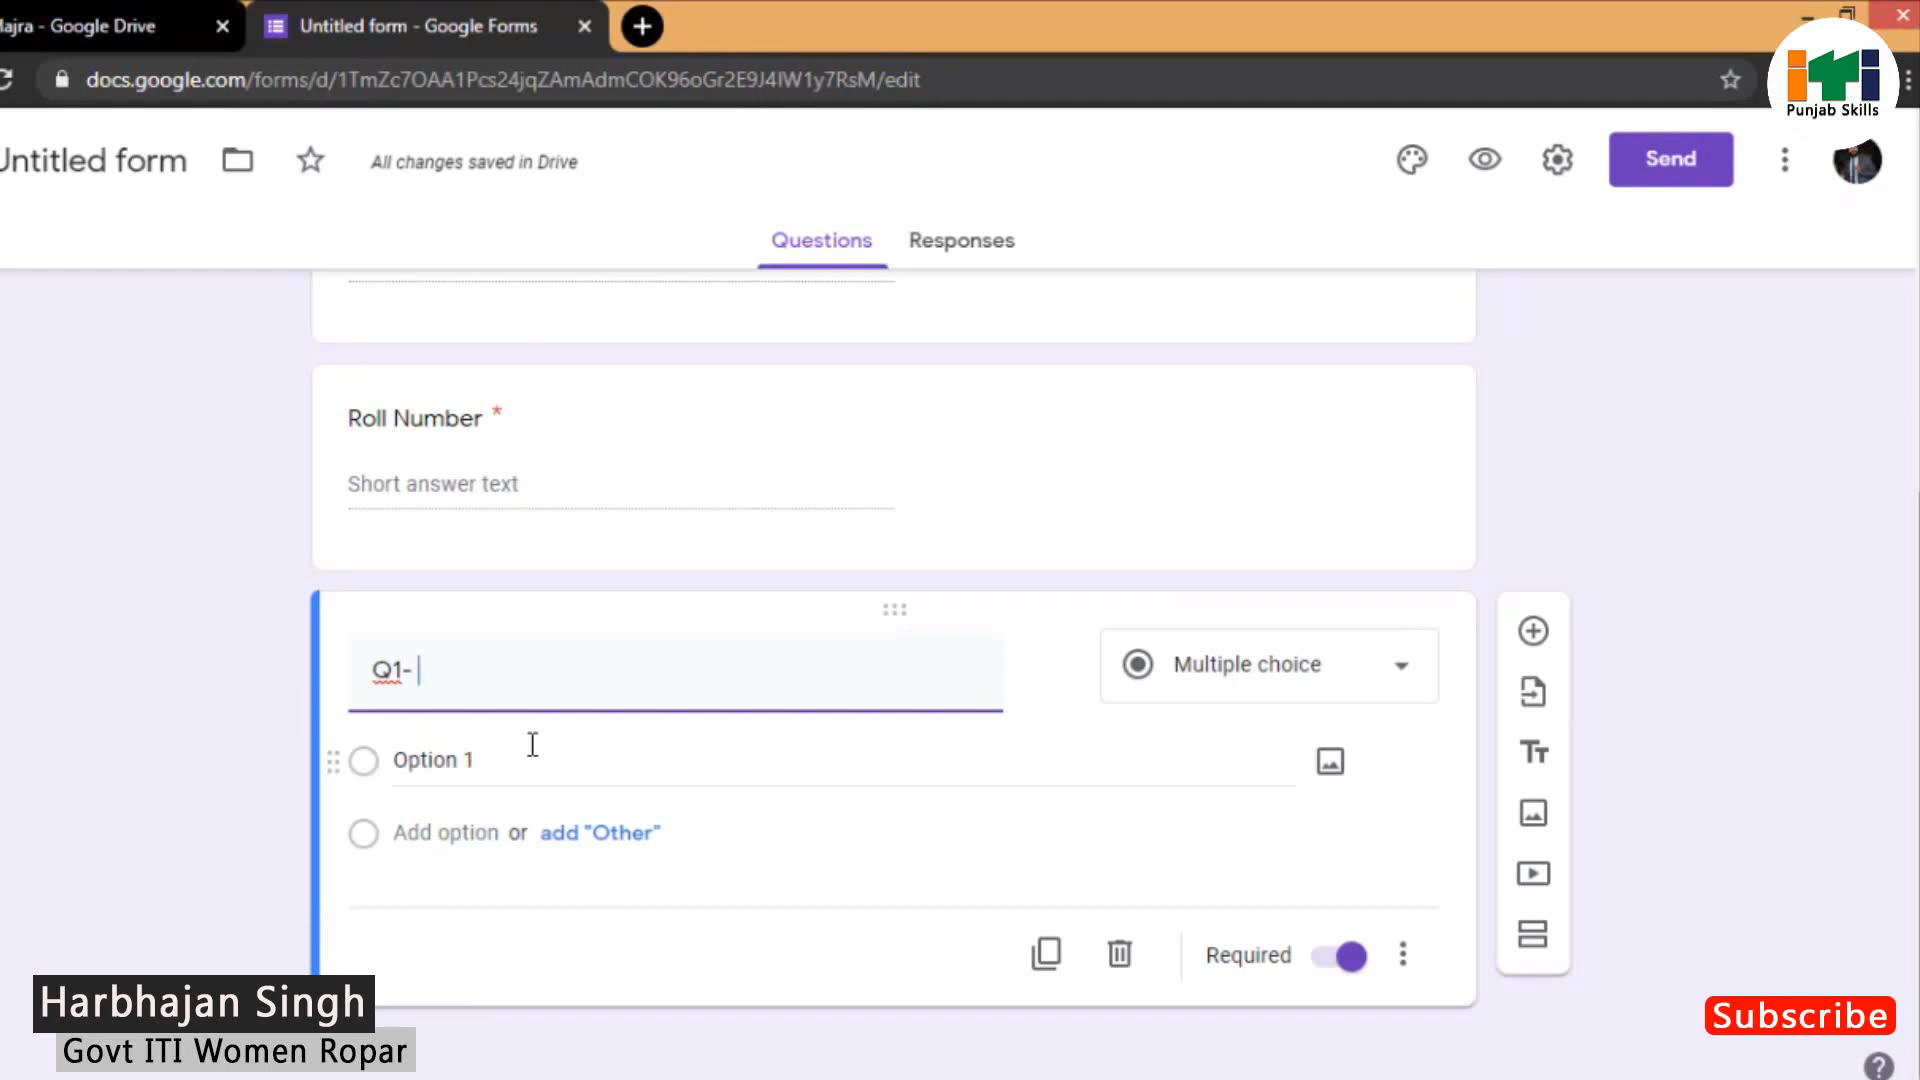 ajra - Google Drive
Untitled form - Google Forms
docs.google.com/forms/d/1TmZc7OAA1Pcs24jqZAmAdmCOK96oGr2E9J4IW1y7RsM/edit
iTi
Punjab Skills
Untitled form
All changes saved in Drive
Send
Questions
Responses
Roll Number *
Short answer text
Q1-
Multiple choice
Option 1
Add option or add "Other"
Required
Harbhajan Singh
Govt ITI Women Ropar
Subscribe